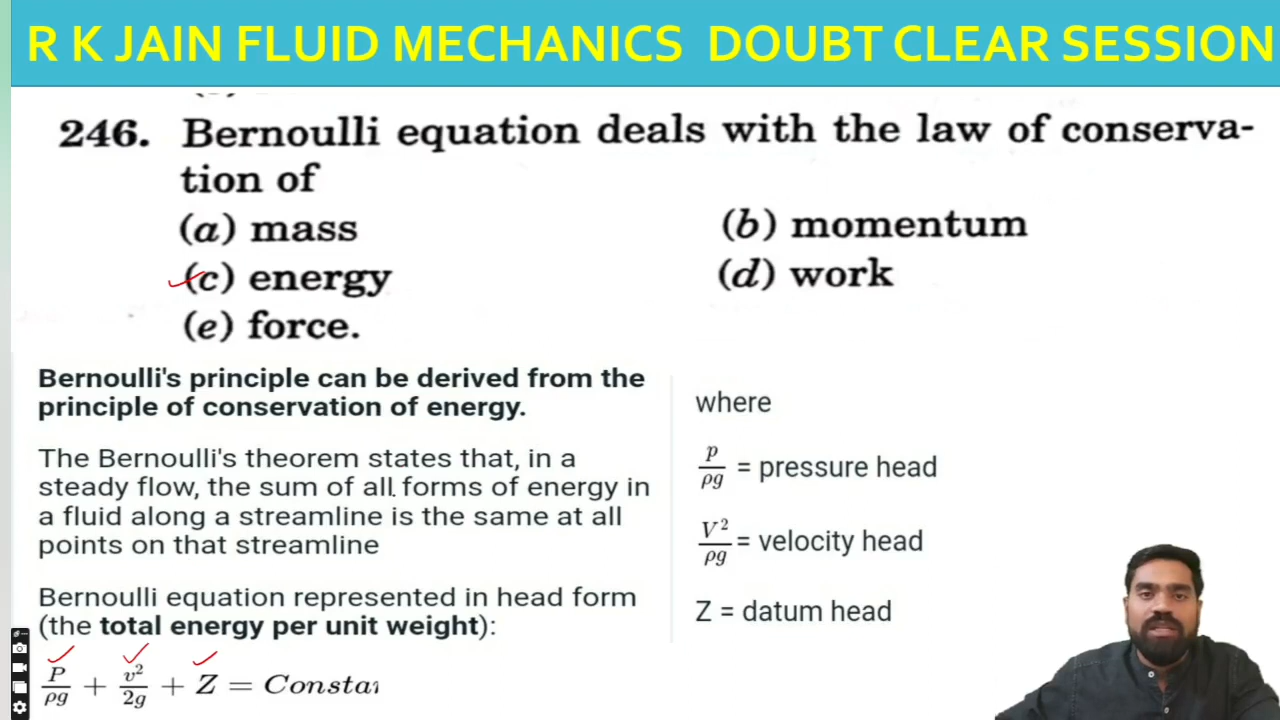 R K JAIN FLUID MECHANICS DOUBT CLEAR SESSION
246. Bernoulli equation deals with the law of conserva-
tion of
(a) mass
(b) momentum
(c) energy
(d) work
(e) force.
Bernoulli's principle can be derived from the
principle of conservation of energy.
The Bernoulli's theorem states that, in a
steady flow, the sum of all forms of energy in
a fluid along a streamline is the same at all
points on that streamline
Bernoulli equation represented in head form
(the total energy per unit weight):
P/ρg + v²/2g + Z = Consta
where
p/ρg = pressure head
V²/ρg = velocity head
Z = datum head